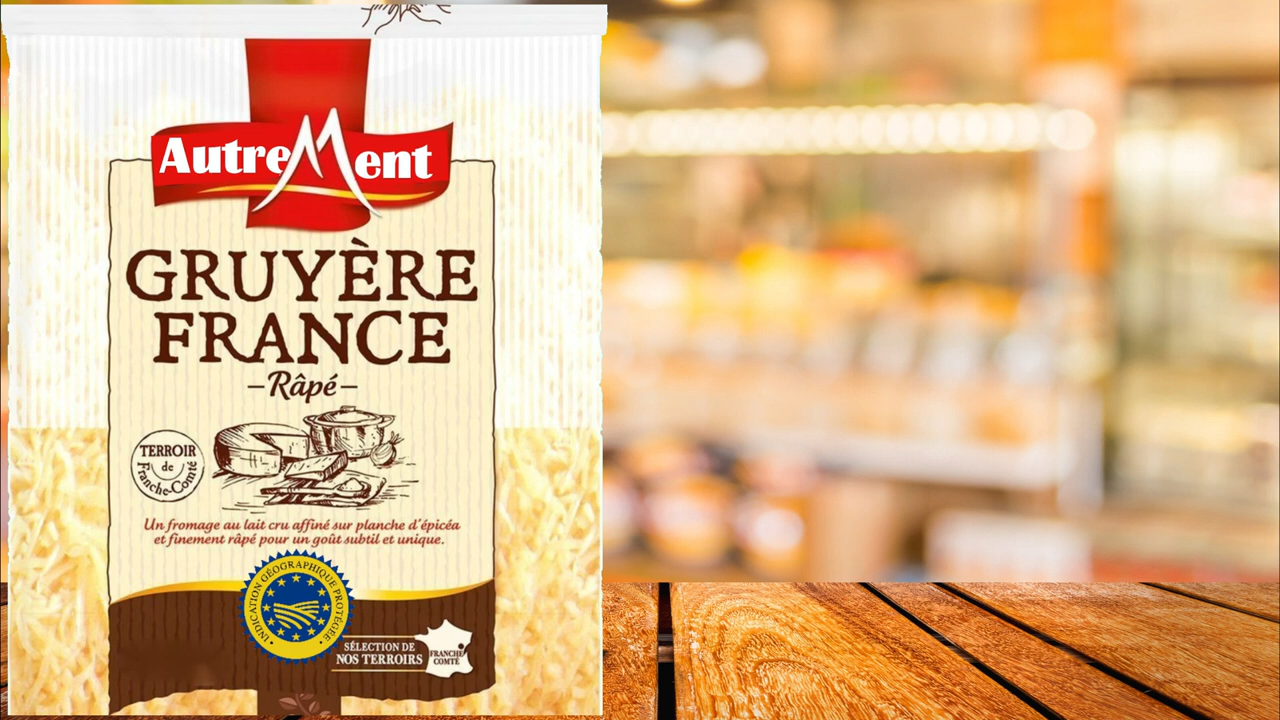 AutreMent
GRUYÈRE
FRANCE
–Râpé–
TERROIR
de
Franche-Comté
Un fromage au lait cru affiné sur planche d'épicéa
et finement râpé pour un goût subtil et unique.
INDICATION GÉOGRAPHIQUE PROTÉGÉE
SÉLECTION DE
NOS TERROIRS
FRANCHE
COMTÉ